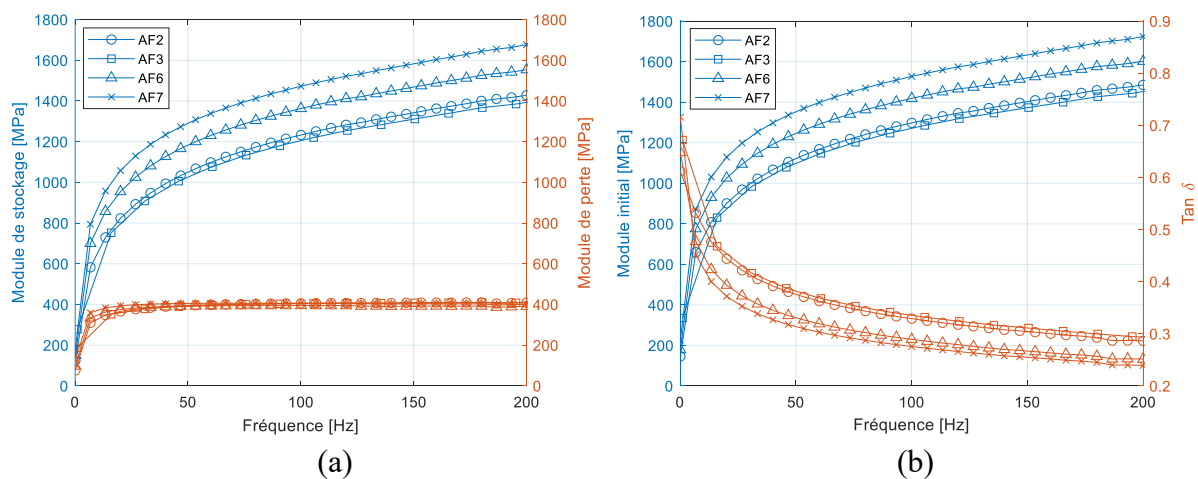 1800
1600
1400
1200
1000
800
600
400
200
0
Module de stockage [MPa]
AF2
AF3
AF6
AF7
1800
1600
1400
1200
1000
800
600
400
200
0
Module de perte [MPa]
0 50 100 150 200
Fréquence [Hz]
(a)
1800
1600
1400
1200
1000
800
600
400
200
0
Module initial [MPa]
AF2
AF3
AF6
AF7
0.9
0.8
0.7
0.6
0.5
0.4
0.3
0.2
Tan δ
0 50 100 150 200
Fréquence [Hz]
(b)